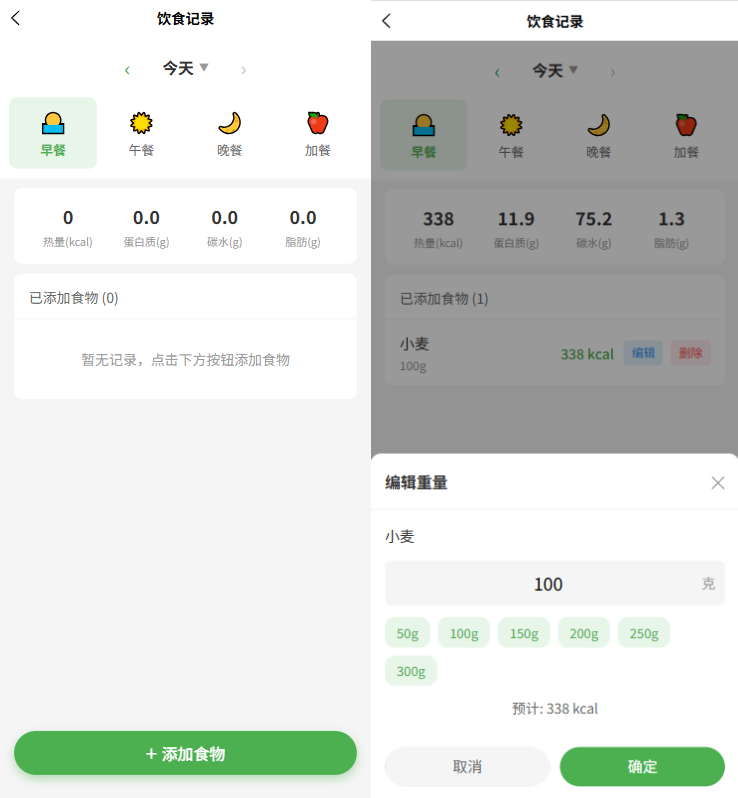 饮食记录
‹ 今天 ▼ ›
早餐 午餐 晚餐 加餐
0 0.0 0.0 0.0
热量(kcal) 蛋白质(g) 碳水(g) 脂肪(g)
已添加食物 (0)
暂无记录，点击下方按钮添加食物
+ 添加食物
饮食记录
‹ 今天 ▼ ›
早餐 午餐 晚餐 加餐
338 11.9 75.2 1.3
热量(kcal) 蛋白质(g) 碳水(g) 脂肪(g)
已添加食物 (1)
小麦
100g
338 kcal 编辑 删除
编辑重量
小麦
100 克
50g 100g 150g 200g 250g
300g
预计: 338 kcal
取消 确定